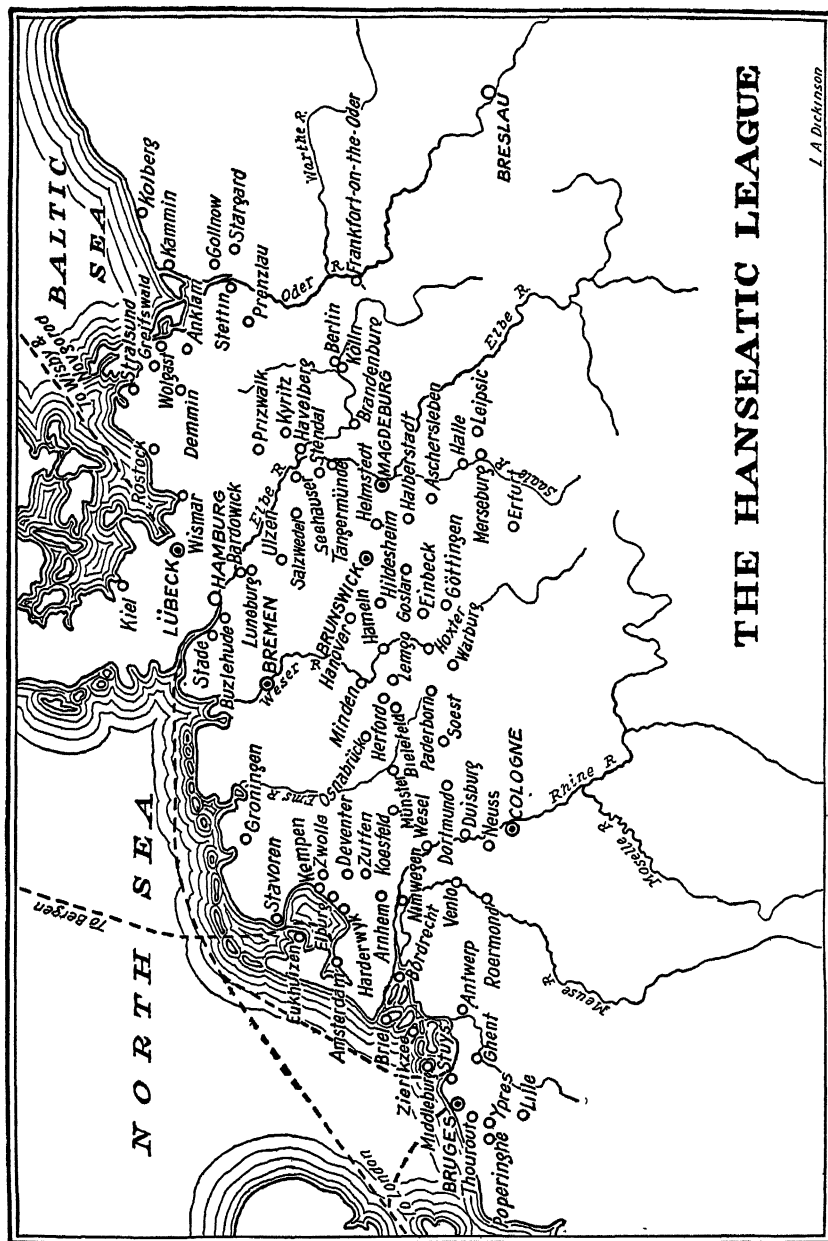 THE HANSEATIC LEAGUE
L A Dickinson
NORTH SEA
BALTIC
SEA
To Bergen
To London
To Wisby &
Novgorod
Kiel
LÜBECK
Wismar
Rostock
Stralsund
Greifswald
Wolgast
Demmin
Anklam
Kammin
Kolberg
Gollnow
Stargard
Stettin
Prenzlau
Oder R
Warthe R.
Frankfort-on-the-Oder
BRESLAU
HAMBURG
Bardowick
Stade
Buxtehude
Luneburg
Elbe R
Ulzen
Salzwedel
Seehausen
Stendal
Tangermünde
Prizwalk
Kyritz
Havelberg
Berlin
Kölln
Brandenburg
MAGDEBURG
Helmstedt
Halberstadt
Aschersleben
Halle
Leipsic
Merseburg
Saale R
Erfurt
Elbe R.
BREMEN
Weser R
BRUNSWICK
Hanover
Hameln
Hildesheim
Goslar
Einbeck
Göttingen
Minden
Lemgo
Hoxter
Warburg
Herford
Bielefeld
Paderborn
Soest
Osnabrück
Ems R
Groningen
Stavoren
Kempen
Zwolle
Deventer
Zutfen
Koesfeld
Münster
Wesel
Dortmund
Duisburg
Neuss
COLOGNE
Rhine R
Moselle R
Eukhuizen
Elburg
Harderwyk
Amsterdam
Arnhem
Nimwegen
Venlo
Roermond
Meuse R
Dordrecht
Briel
Zierikzee
Middleburg
Sluys
Antwerp
Ghent
BRUGES
Thourout
Ypres
Poperinghe
Lille